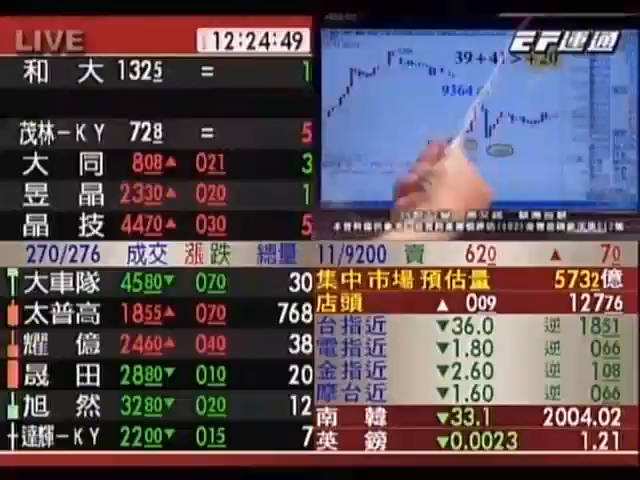 LIVE 12:24:49
和大 1325 = 1
茂林-KY 728 = 5
大同 808▲ 021 3
昱晶 2330▲ 020 1
晶技 4470▲ 030 5
270/276 成交 漲跌 總量
大車隊 4580▼ 070 30
太普高 1855▲ 070 768
耀億 2460▲ 040 38
晟田 2880▼ 010 20
旭然 3280▼ 020 12
達輝-KY 2200▼ 015 7
EF速通
39+41>+20
9364
11/9200 賣 620 ▲ 70
集中市場預估量 5732億
店頭 ▲ 009 12776
台指近 ▼36.0 逆 1851
電指近 ▼1.80 逆 066
金指近 ▼2.60 逆 108
摩台近 ▼1.60 逆 066
南韓 ▼33.1 2004.02
英鎊 ▼0.0023 1.21